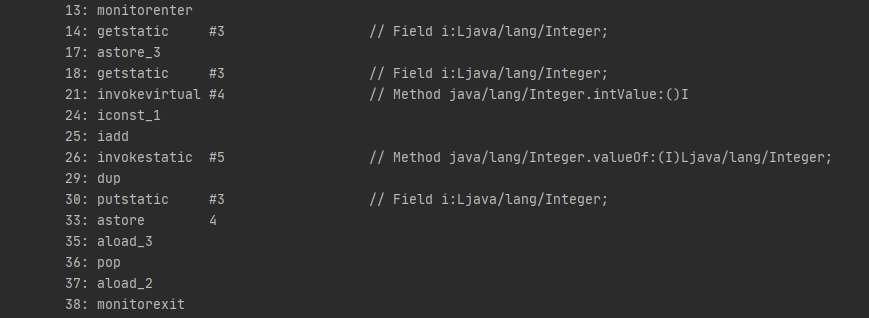 13: monitorenter
14: getstatic     #3                  // Field i:Ljava/lang/Integer;
17: astore_3
18: getstatic     #3                  // Field i:Ljava/lang/Integer;
21: invokevirtual #4                  // Method java/lang/Integer.intValue:()I
24: iconst_1
25: iadd
26: invokestatic  #5                  // Method java/lang/Integer.valueOf:(I)Ljava/lang/Integer;
29: dup
30: putstatic     #3                  // Field i:Ljava/lang/Integer;
33: astore        4
35: aload_3
36: pop
37: aload_2
38: monitorexit